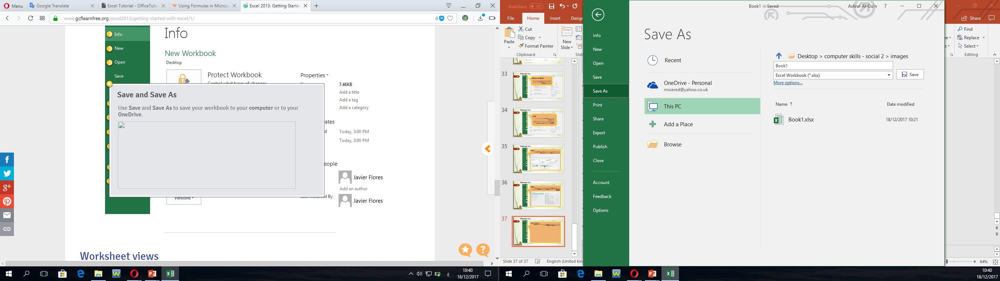 Menu
Google Translate
Excel Tutorial - OfficeTuts.
Using Formulas in Microso
Excel 2013: Getting Started
www.gcflearnfree.org/excel2013/getting-started-with-excel/1/
0
Info
New
Open
Save
Info
New Workbook
Desktop
Protect Workbook
Control what types of changes
Properties
7.46KB
Add a title
Add a tag
Add a category
Save and Save As
Use Save and Save As to save your workbook to your computer or to your
OneDrive.
Today, 3:00 PM
Today, 3:00 PM
eople
Javier Flores
Add an author
Last Modified By
Javier Flores
Versions
Worksheet views
10:40
18/12/2017
AutoSave Off
File
Home
Insert
Design
Paste
Cut
Copy
Format Painter
Clipboard
New
Slide
33
34
35
36
37
Slide 37 of 37
English (United Kin
Book1 - Saved
Ashraf Al-Ou'n
?
Info
New
Open
Save
Save As
Print
Share
Export
Publish
Close
Account
Feedback
Options
Save As
Recent
OneDrive - Personal
mssered@yahoo.co.uk
This PC
Add a Place
Browse
Desktop > computer skills - social 2 > images
Book1
Excel Workbook (*.xlsx)
Save
More options...
Name
Date modified
Book1.xlsx
18/12/2017 10:21
Share
Find
Replace
Select
Editing
64%
10:40
18/12/2017